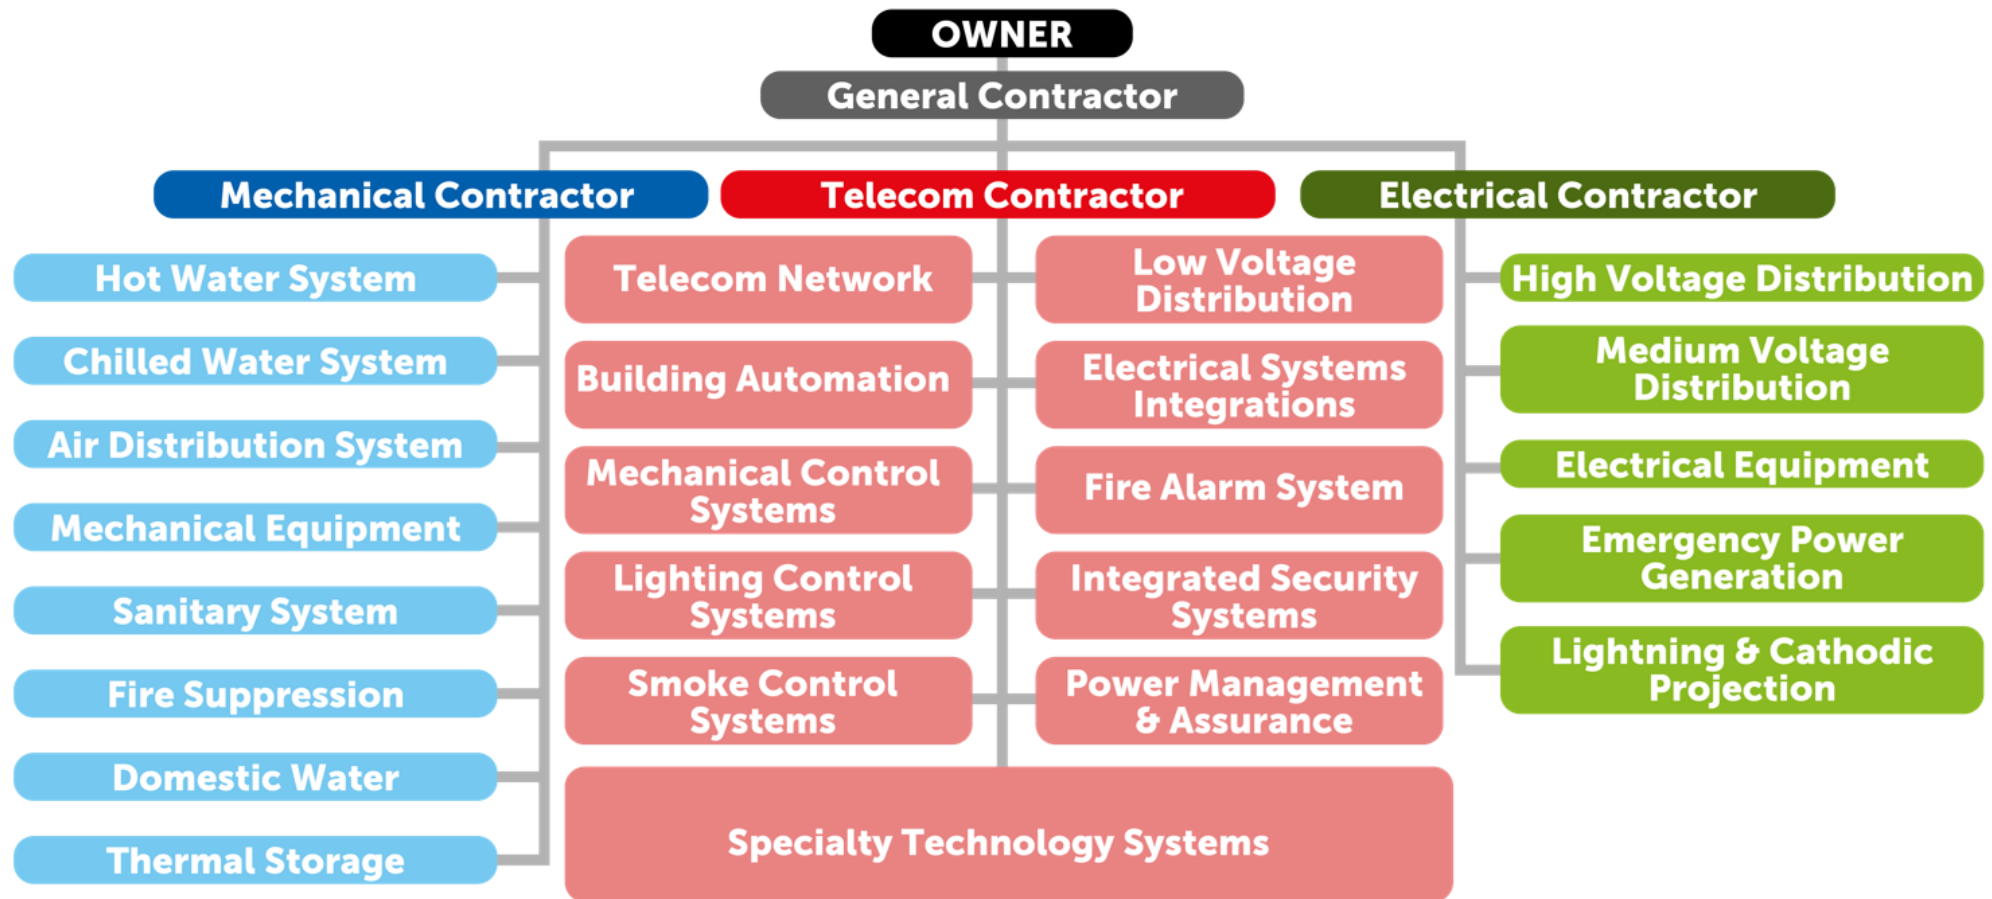 OWNER
General Contractor
Mechanical Contractor
Telecom Contractor
Electrical Contractor
Hot Water System
Chilled Water System
Air Distribution System
Mechanical Equipment
Sanitary System
Fire Suppression
Domestic Water
Thermal Storage
Telecom Network
Building Automation
Mechanical Control
Systems
Lighting Control
Systems
Smoke Control
Systems
Low Voltage
Distribution
Electrical Systems
Integrations
Fire Alarm System
Integrated Security
Systems
Power Management
& Assurance
Specialty Technology Systems
High Voltage Distribution
Medium Voltage
Distribution
Electrical Equipment
Emergency Power
Generation
Lightning & Cathodic
Projection